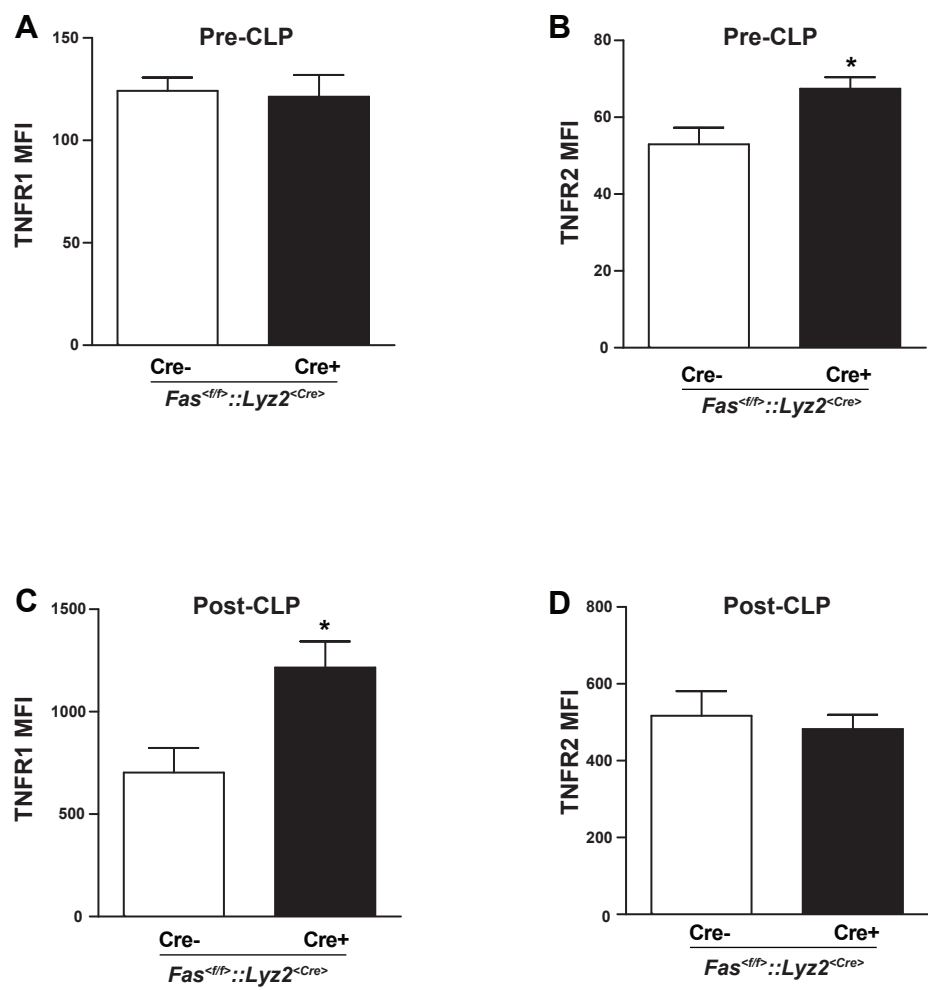 A
Pre-CLP
TNFR1 MFI
150
100
50
0
Cre-
Cre+
Fas<f/f>::Lyz2<Cre>
B
Pre-CLP
*
TNFR2 MFI
80
60
40
20
0
Cre-
Cre+
Fas<f/f>::Lyz2<Cre>
C
Post-CLP
*
TNFR1 MFI
1500
1000
500
0
Cre-
Cre+
Fas<f/f>::Lyz2<Cre>
D
Post-CLP
TNFR2 MFI
800
600
400
200
0
Cre-
Cre+
Fas<f/f>::Lyz2<Cre>